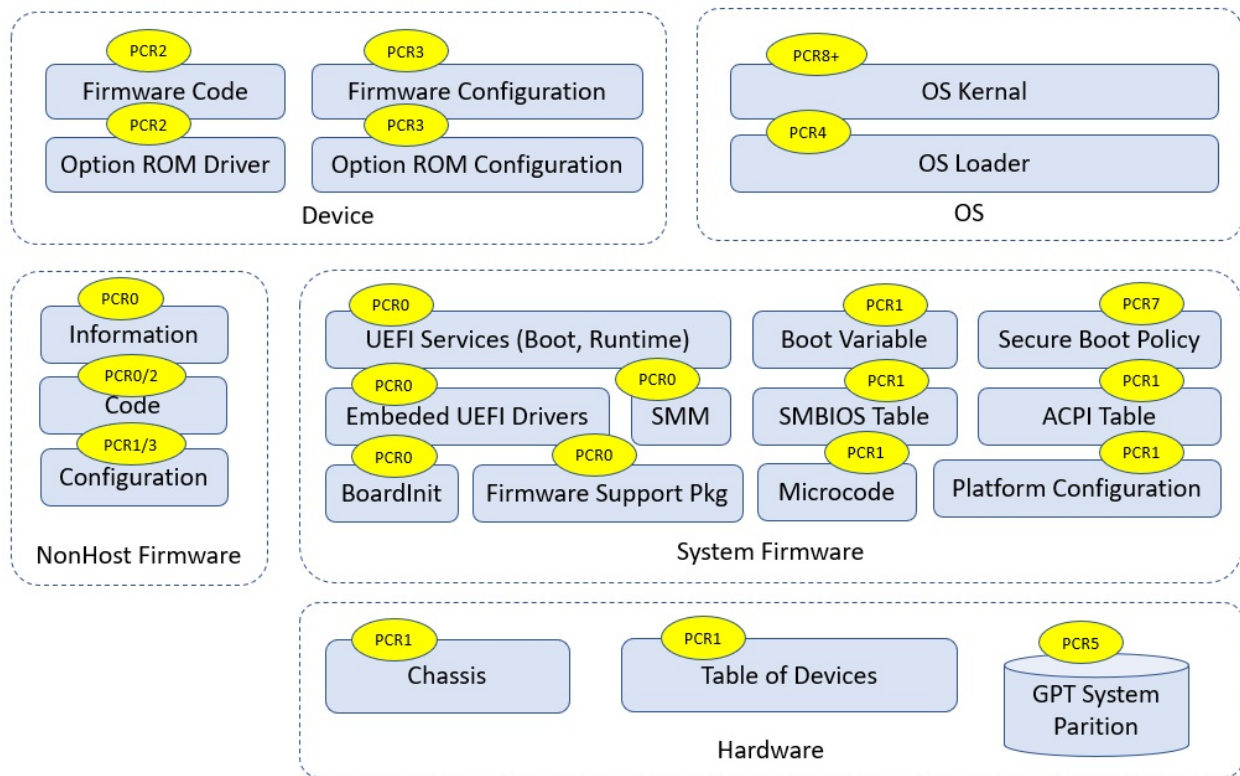 PCR2
Firmware Code
PCR2
Option ROM Driver
PCR3
Firmware Configuration
PCR3
Option ROM Configuration
Device
PCR8+
OS Kernal
PCR4
OS Loader
OS
PCR0
Information
PCR0/2
Code
PCR1/3
Configuration
NonHost Firmware
PCR0
UEFI Services (Boot, Runtime)
PCR1
Boot Variable
PCR7
Secure Boot Policy
PCR0
Embeded UEFI Drivers
PCR0
SMM
PCR1
SMBIOS Table
PCR1
ACPI Table
PCR0
BoardInit
PCR0
Firmware Support Pkg
PCR1
Microcode
PCR1
Platform Configuration
System Firmware
PCR1
Chassis
PCR1
Table of Devices
PCR5
GPT System
Parition
Hardware